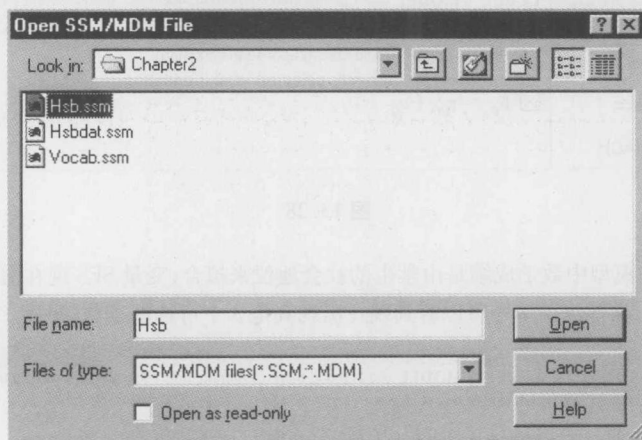 Open SSM/MDM File
Look in: Chapter2
Hsb.ssm
Hsbdat.ssm
Vocab.ssm
File name: Hsb
Open
Files of type: SSM/MDM files(*.SSM;*.MDM)
Cancel
Open as read-only
Help